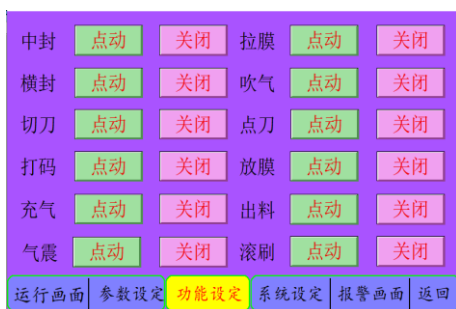 中封 点动 关闭 拉膜 点动 关闭
横封 点动 关闭 吹气 点动 关闭
切刀 点动 关闭 点刀 点动 关闭
打码 点动 关闭 放膜 点动 关闭
充气 点动 关闭 出料 点动 关闭
气震 点动 关闭 滚刷 点动 关闭
运行画面 参数设定 功能设定 系统设定 报警画面 返回